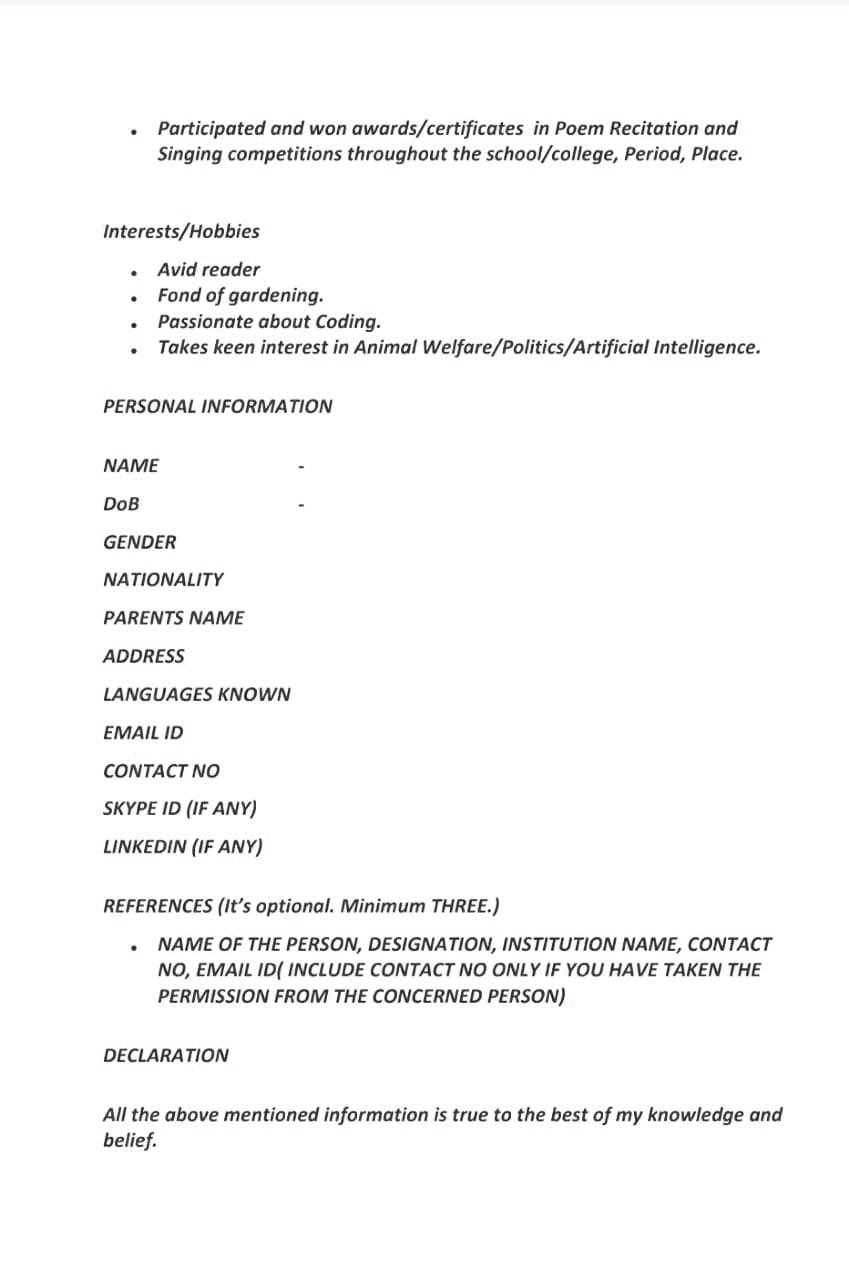 • Participated and won awards/certificates  in Poem Recitation and
Singing competitions throughout the school/college, Period, Place.
Interests/Hobbies
• Avid reader
• Fond of gardening.
• Passionate about Coding.
• Takes keen interest in Animal Welfare/Politics/Artificial Intelligence.
PERSONAL INFORMATION
NAME -
DoB -
GENDER
NATIONALITY
PARENTS NAME
ADDRESS
LANGUAGES KNOWN
EMAIL ID
CONTACT NO
SKYPE ID (IF ANY)
LINKEDIN (IF ANY)
REFERENCES (It’s optional. Minimum THREE.)
• NAME OF THE PERSON, DESIGNATION, INSTITUTION NAME, CONTACT
NO, EMAIL ID( INCLUDE CONTACT NO ONLY IF YOU HAVE TAKEN THE
PERMISSION FROM THE CONCERNED PERSON)
DECLARATION
All the above mentioned information is true to the best of my knowledge and
belief.